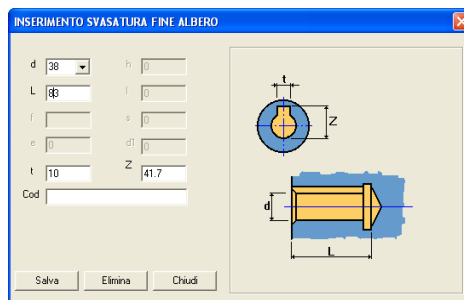 INSERIMENTO SVASATURA FINE ALBERO
d 38 h 0
L 83 l 0
f s 0
e 0 d1 0
t 10 Z 41.7
Cod
Salva Elimina Chiudi
t
Z
d
L